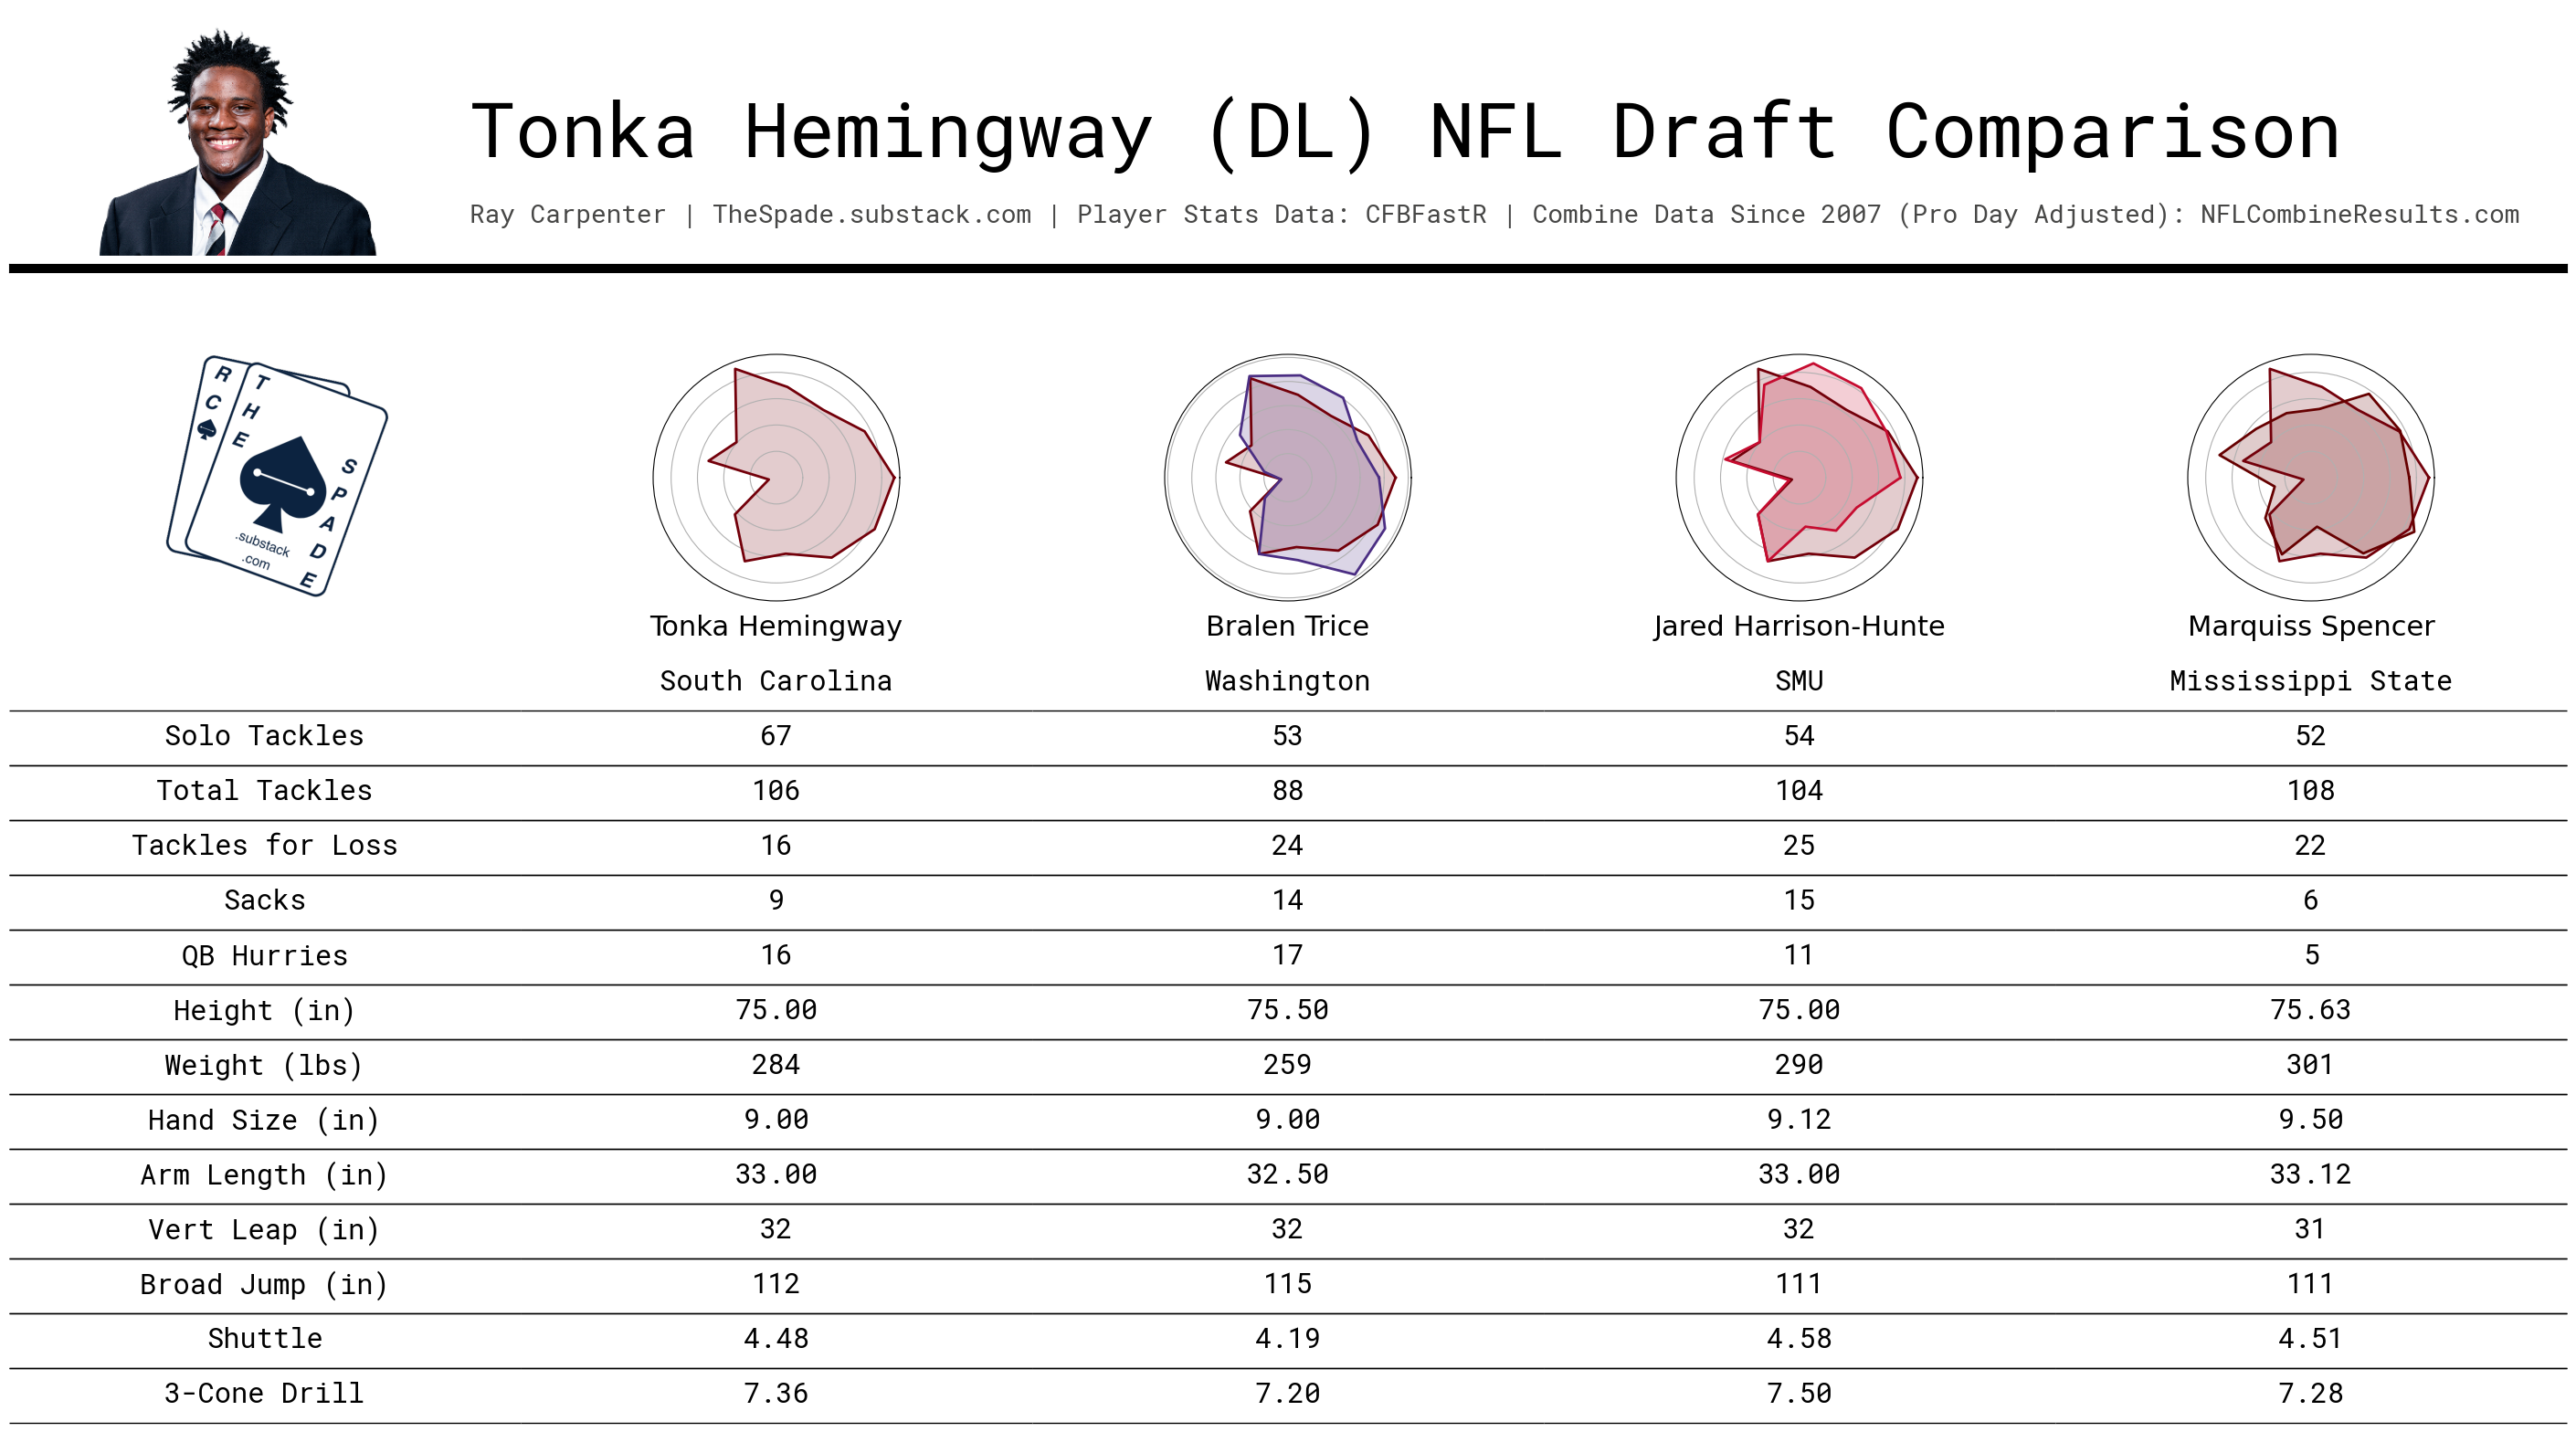 Tonka Hemingway (DL) NFL Draft Comparison
Ray Carpenter | TheSpade.substack.com | Player Stats Data: CFBFastR | Combine Data Since 2007 (Pro Day Adjusted): NFLCombineResults.com
RC
THE
SPADE
.substack
.com
Tonka Hemingway Bralen Trice Jared Harrison-Hunte Marquiss Spencer
South Carolina Washington SMU Mississippi State
Solo Tackles 67 53 54 52
Total Tackles 106 88 104 108
Tackles for Loss 16 24 25 22
Sacks 9 14 15 6
QB Hurries 16 17 11 5
Height (in) 75.00 75.50 75.00 75.63
Weight (lbs) 284 259 290 301
Hand Size (in) 9.00 9.00 9.12 9.50
Arm Length (in) 33.00 32.50 33.00 33.12
Vert Leap (in) 32 32 32 31
Broad Jump (in) 112 115 111 111
Shuttle 4.48 4.19 4.58 4.51
3-Cone Drill 7.36 7.20 7.50 7.28